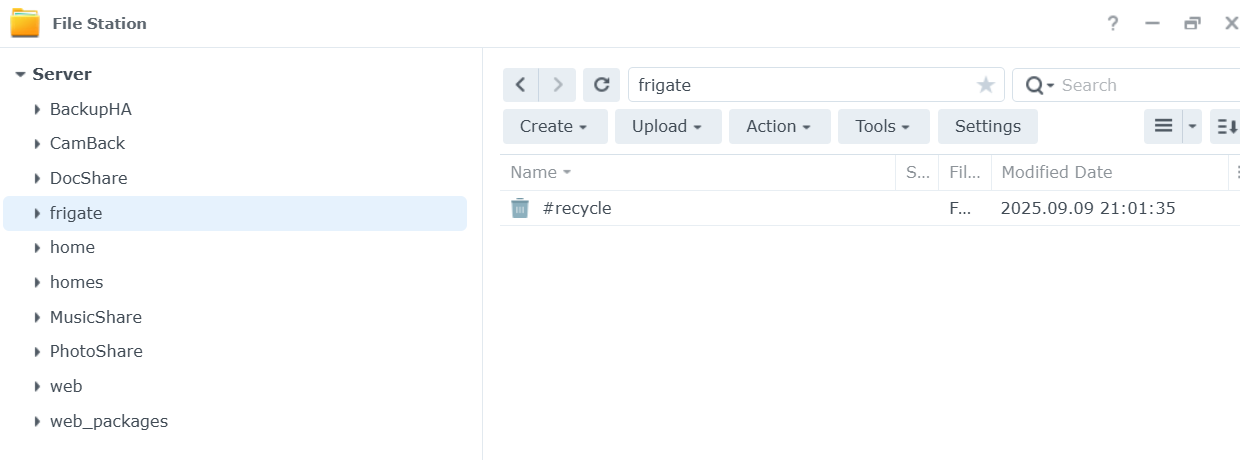 File Station
Server
BackupHA
CamBack
DocShare
frigate
home
homes
MusicShare
PhotoShare
web
web_packages
frigate
Search
Create
Upload
Action
Tools
Settings
Name
S...
Fil...
Modified Date
#recycle
F...
2025.09.09 21:01:35